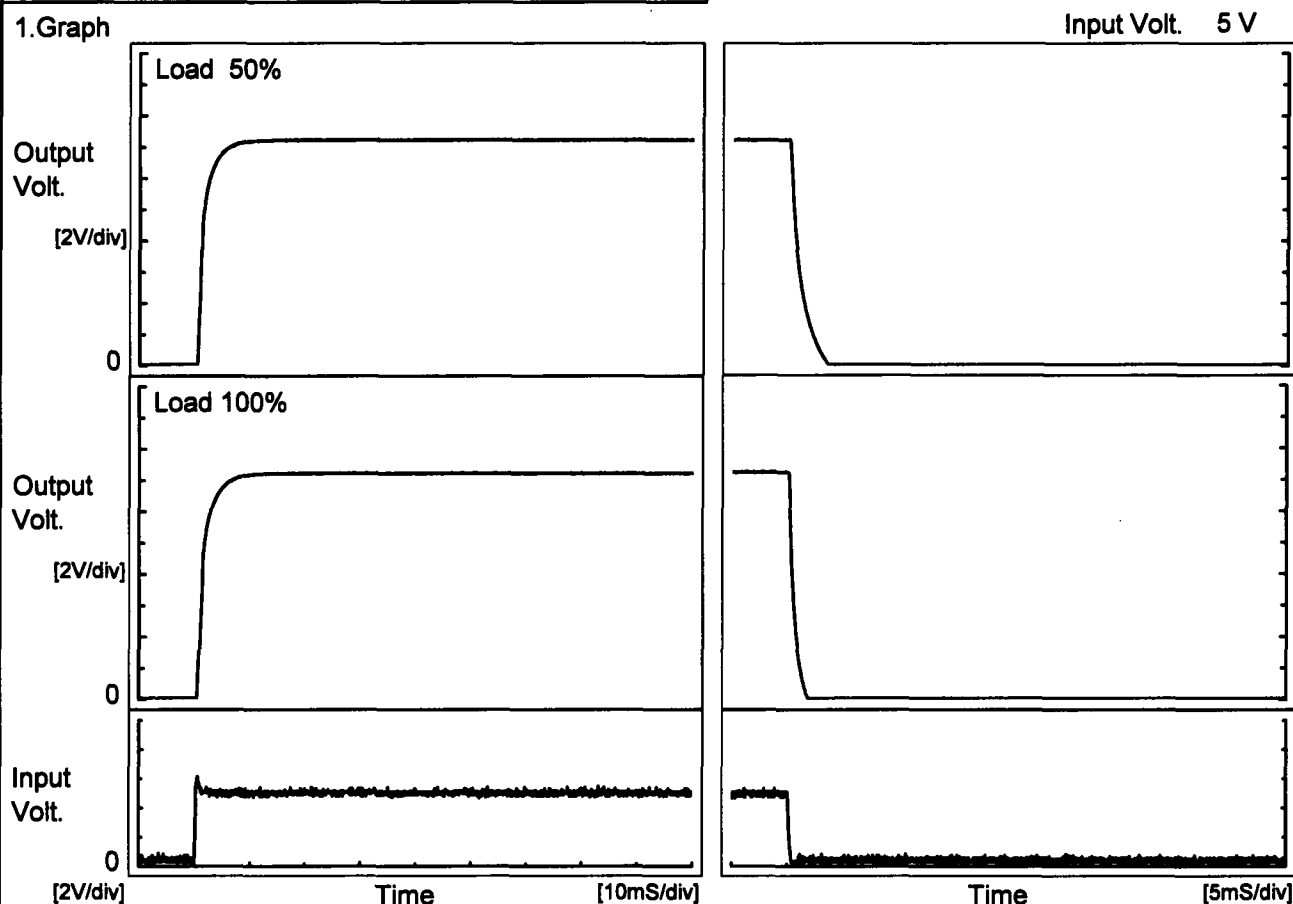 1.Graph
Input Volt. 5 V
Load 50%
Output
Volt.
[2V/div]
0
Load 100%
Output
Volt.
[2V/div]
0
Input
Volt.
0
[2V/div]
Time
[10mS/div]
Time
[5mS/div]